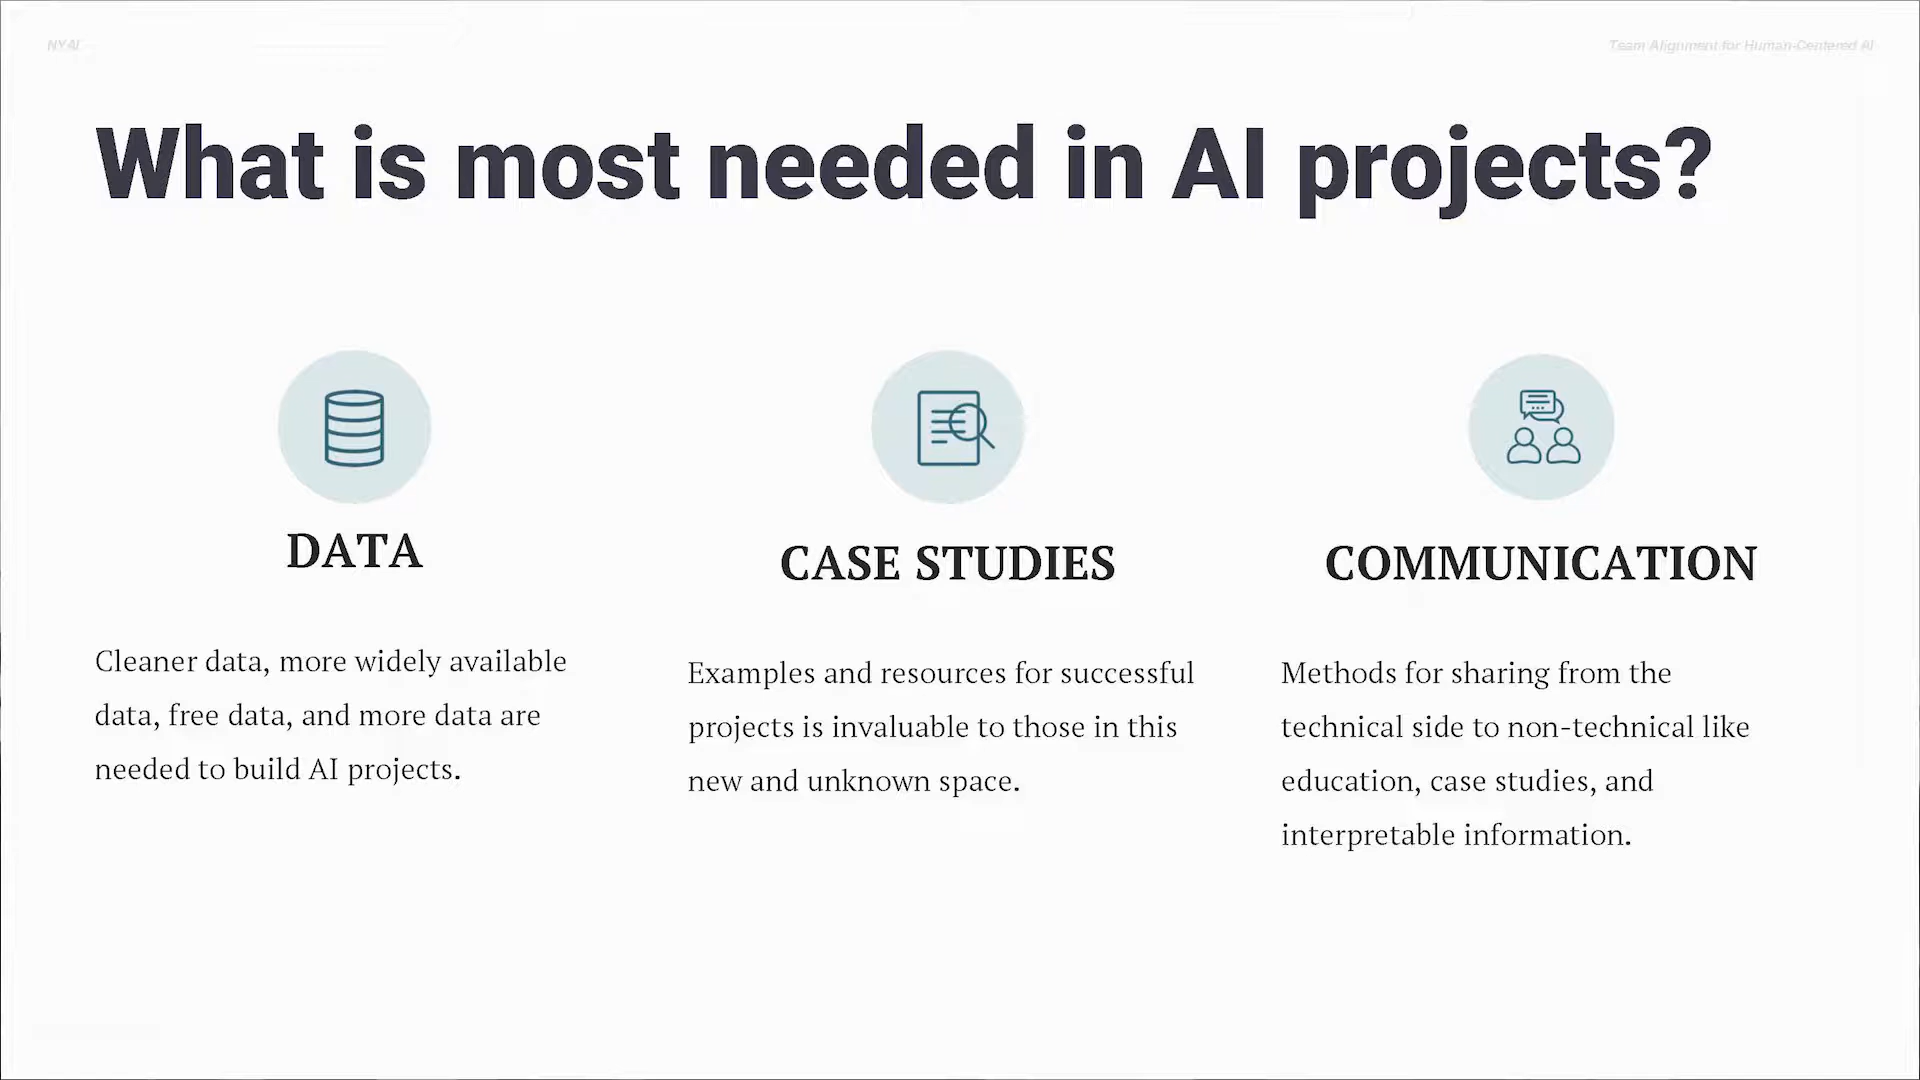 NYAI
Team Alignment for Human-Centered AI
What is most needed in AI projects?
DATA
Cleaner data, more widely available
data, free data, and more data are
needed to build AI projects.
CASE STUDIES
Examples and resources for successful
projects is invaluable to those in this
new and unknown space.
COMMUNICATION
Methods for sharing from the
technical side to non-technical like
education, case studies, and
interpretable information.